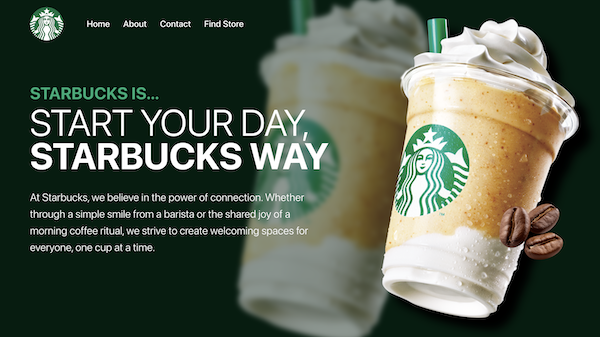 Home About Contact Find Store
STARBUCKS IS...
START YOUR DAY,
STARBUCKS WAY
At Starbucks, we believe in the power of connection. Whether
through a simple smile from a barista or the shared joy of a
morning coffee ritual, we strive to create welcoming spaces for
everyone, one cup at a time.